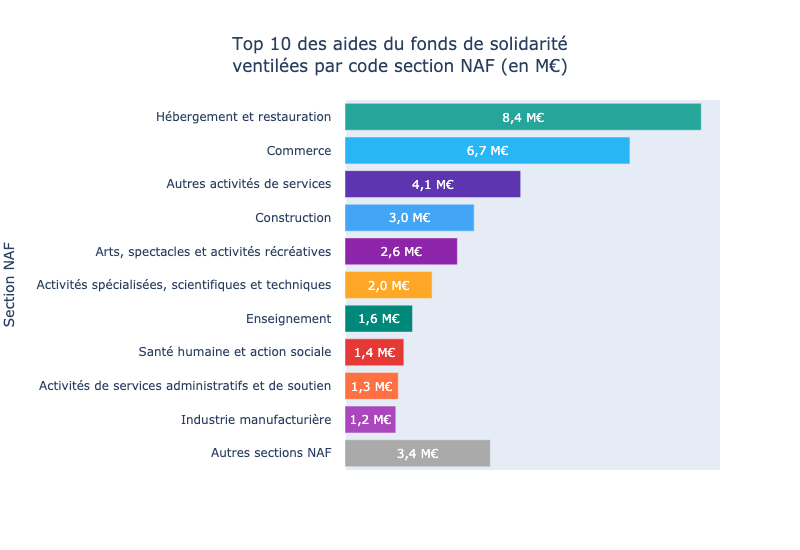 Top 10 des aides du fonds de solidarité
ventilées par code section NAF (en M€)
Section NAF
Hébergement et restauration 8,4 M€
Commerce 6,7 M€
Autres activités de services 4,1 M€
Construction 3,0 M€
Arts, spectacles et activités récréatives 2,6 M€
Activités spécialisées, scientifiques et techniques 2,0 M€
Enseignement 1,6 M€
Santé humaine et action sociale 1,4 M€
Activités de services administratifs et de soutien 1,3 M€
Industrie manufacturière 1,2 M€
Autres sections NAF 3,4 M€